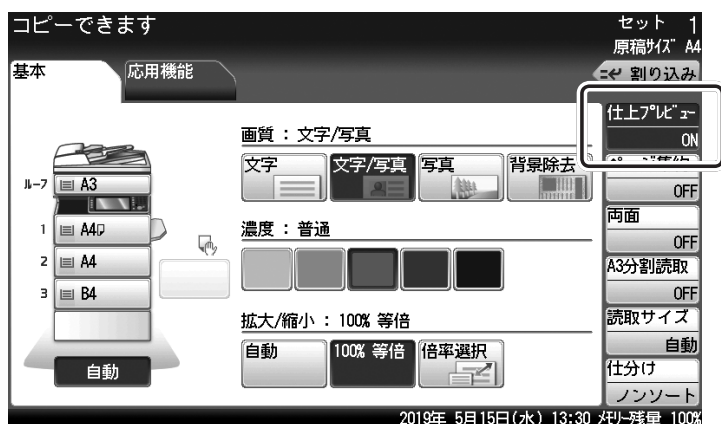 コピーできます
セット 1
原稿ｻｲｽﾞ A4
基本
応用機能
割り込み
仕上ﾌﾟﾚﾋﾞｭｰ
ON
OFF
両面
OFF
A3分割読取
OFF
読取サイズ
自動
仕分け
ノンソート
画質 : 文字/写真
文字
文字/写真
写真
背景除去
濃度 : 普通
拡大/縮小 : 100% 等倍
自動
100% 等倍
倍率選択
ﾙｰﾌ A3
1 A4
2 A4
3 B4
自動
2019年 5月15日(水) 13:30 ﾒﾓﾘｰ残量 100%